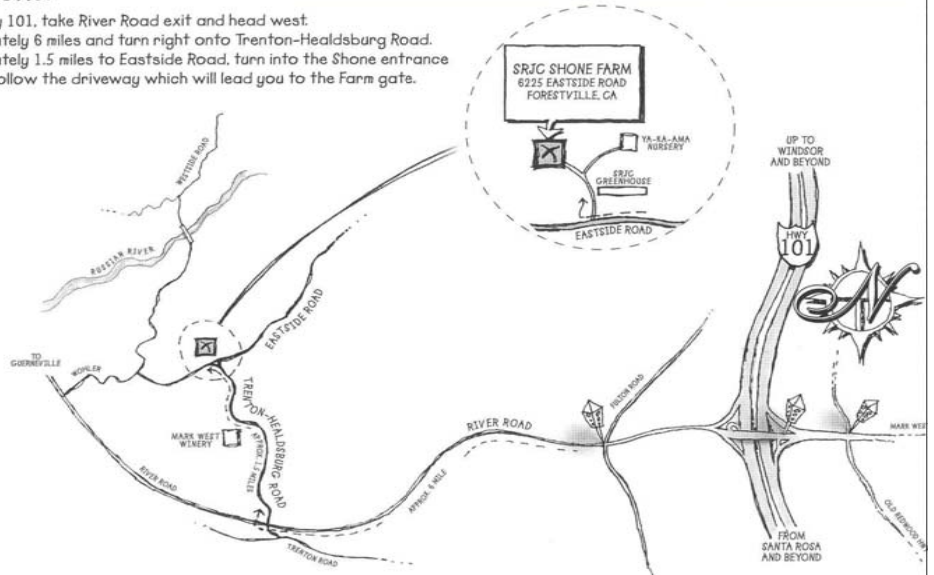 101, take River Road exit and head west.
tely 6 miles and turn right onto Trenton-Healdsburg Road.
tely 1.5 miles to Eastside Road, turn into the Shone entrance
ollow the driveway which will lead you to the Farm gate.
SRJC SHONE FARM
6225 EASTSIDE ROAD
FORESTVILLE, CA
YA-KA-AMA
NURSERY
SRJC
GREENHOUSE
EASTSIDE ROAD
UP TO
WINDSOR
AND BEYOND
HWY
101
N
WESTSIDE ROAD
RUSSIAN RIVER
EASTSIDE ROAD
TO
GUERNEVILLE
WOHLER
TRENTON-HEALDSBURG ROAD
APPROX. 1.5 MILES
MARK WEST
WINERY
RIVER ROAD
RIVER ROAD
APPROX. 6 MILE
FULTON ROAD
MARK WES
OLD REDWOOD HWY
TRENTON ROAD
FROM
SANTA ROSA
AND BEYOND